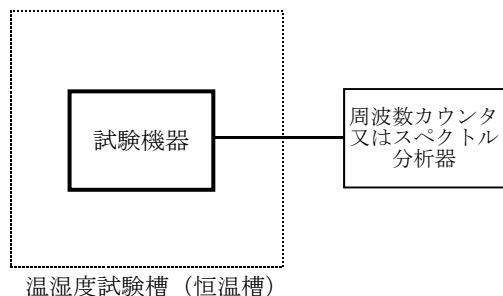 試験機器
周波数カウンタ
又はスペクトル
分析器
温湿度試験槽（恒温槽）